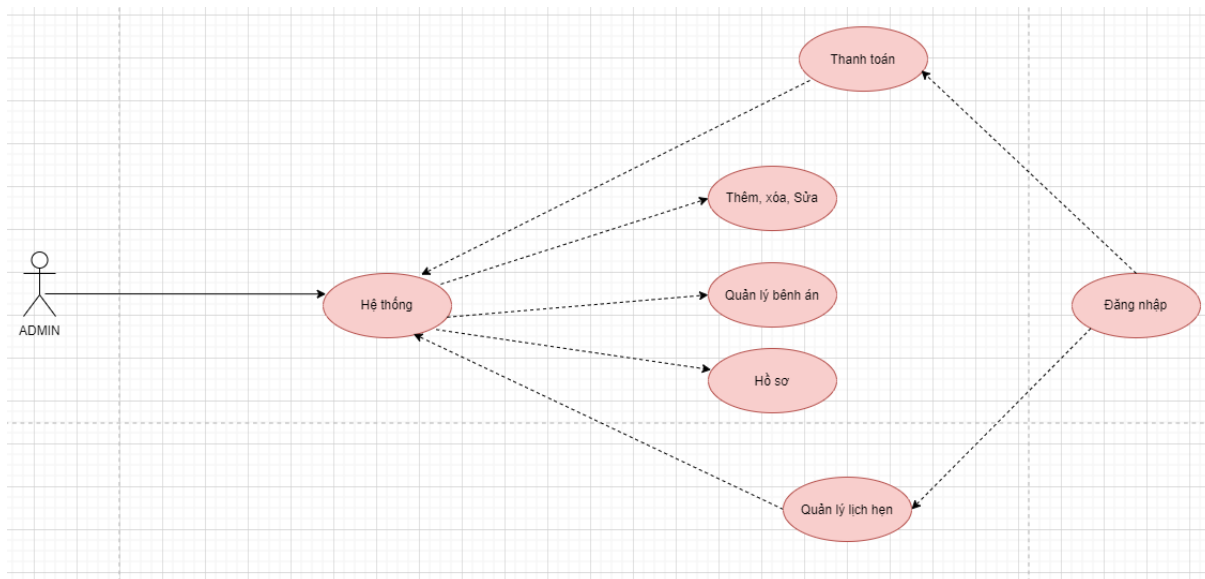 Thanh toán
Thêm, xóa, Sửa
ADMIN
Hệ thống
Quản lý bênh án
Đăng nhập
Hồ sơ
Quản lý lịch hẹn